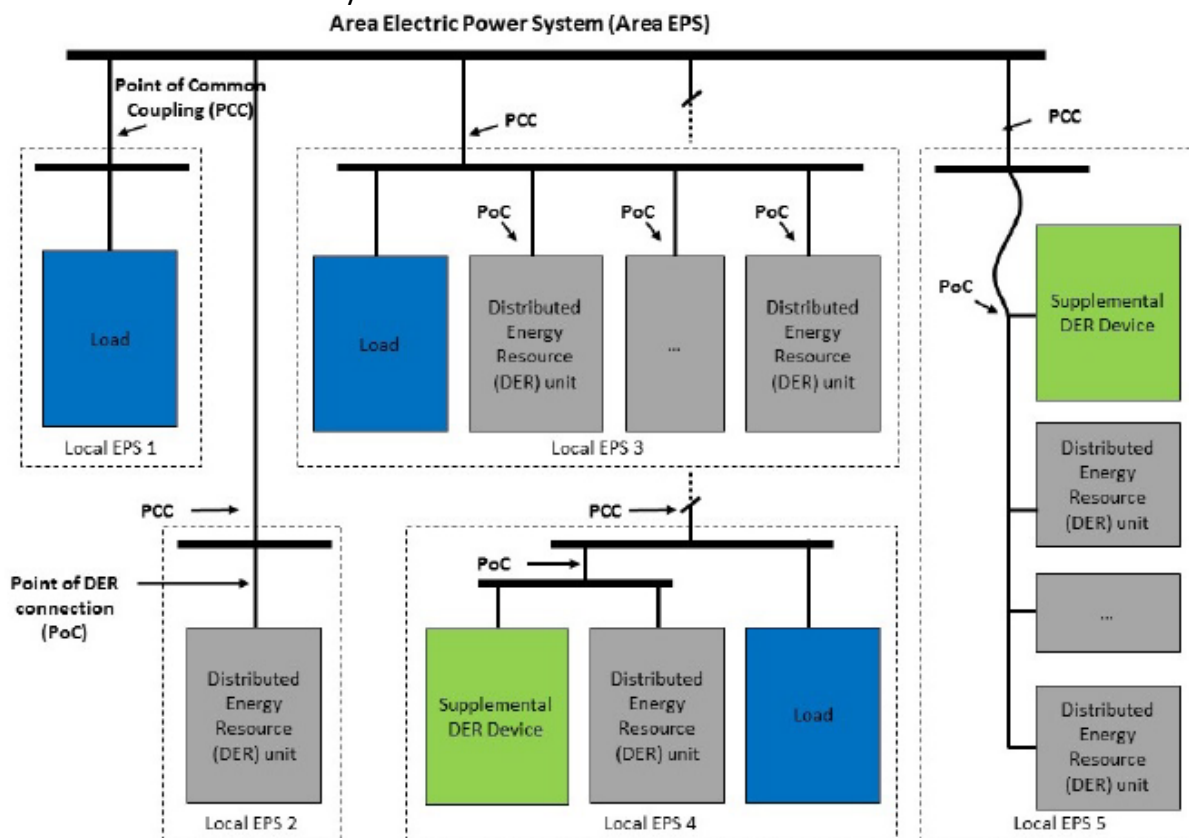 Area Electric Power System (Area EPS)
Point of Common
Coupling (PCC)
PCC
PCC
PoC
PoC
PoC
PoC
Load
Load
Distributed
Energy
Resource
(DER) unit
...
Distributed
Energy
Resource
(DER) unit
Supplemental
DER Device
Local EPS 1
Local EPS 3
Distributed
Energy
Resource
(DER) unit
PCC
PCC
PoC
Point of DER
connection
(PoC)
Distributed
Energy
Resource
(DER) unit
Supplemental
DER Device
Distributed
Energy
Resource
(DER) unit
Load
...
Distributed
Energy
Resource
(DER) unit
Local EPS 2
Local EPS 4
Local EPS 5